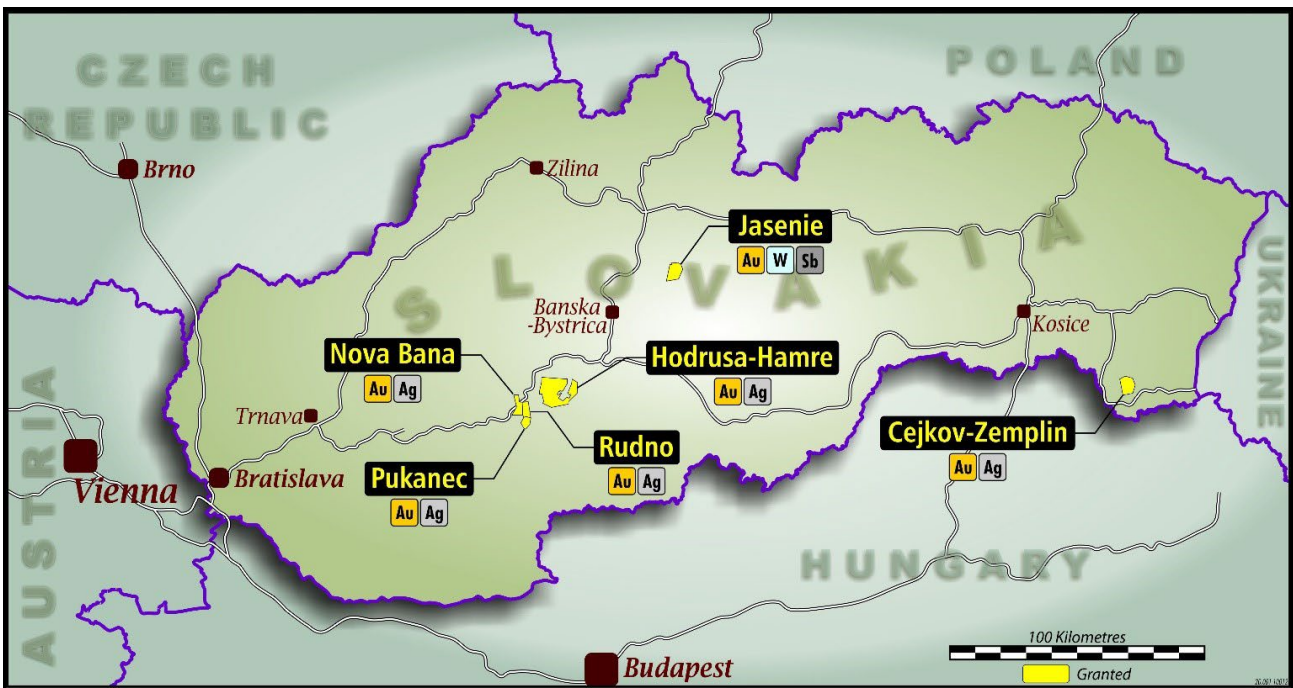 CZECH
REPUBLIC
POLAND
Brno
Zilina
Jasenie
Au W Sb
SLOVAKIA
UKRAINE
Banska
-Bystrica
Kosice
Nova Bana
Au Ag
Hodrusa-Hamre
Au Ag
Trnava
Cejkov-Zemplin
Au Ag
Rudno
Au Ag
Pukanec
Au Ag
Bratislava
Vienna
AUSTRIA
HUNGARY
Budapest
100 Kilometres
Granted